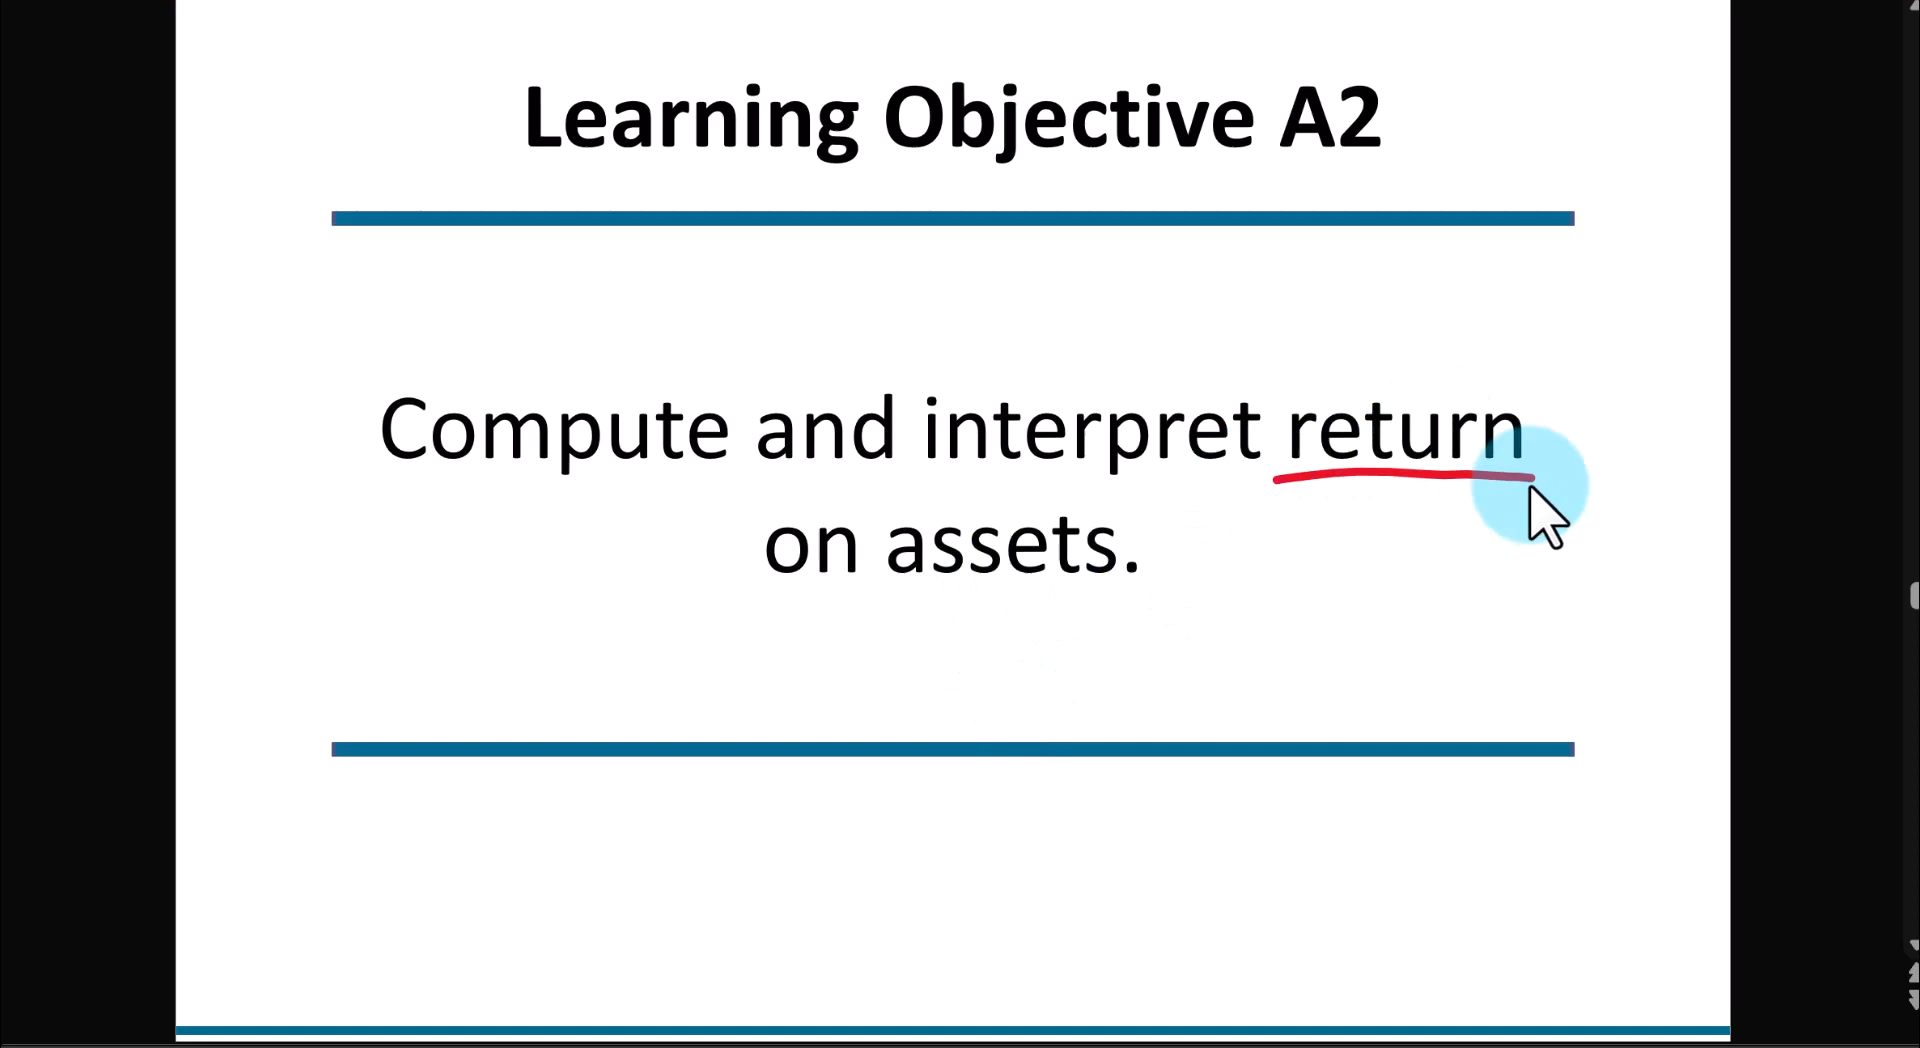 Learning Objective A2
Compute and interpret return
on assets.